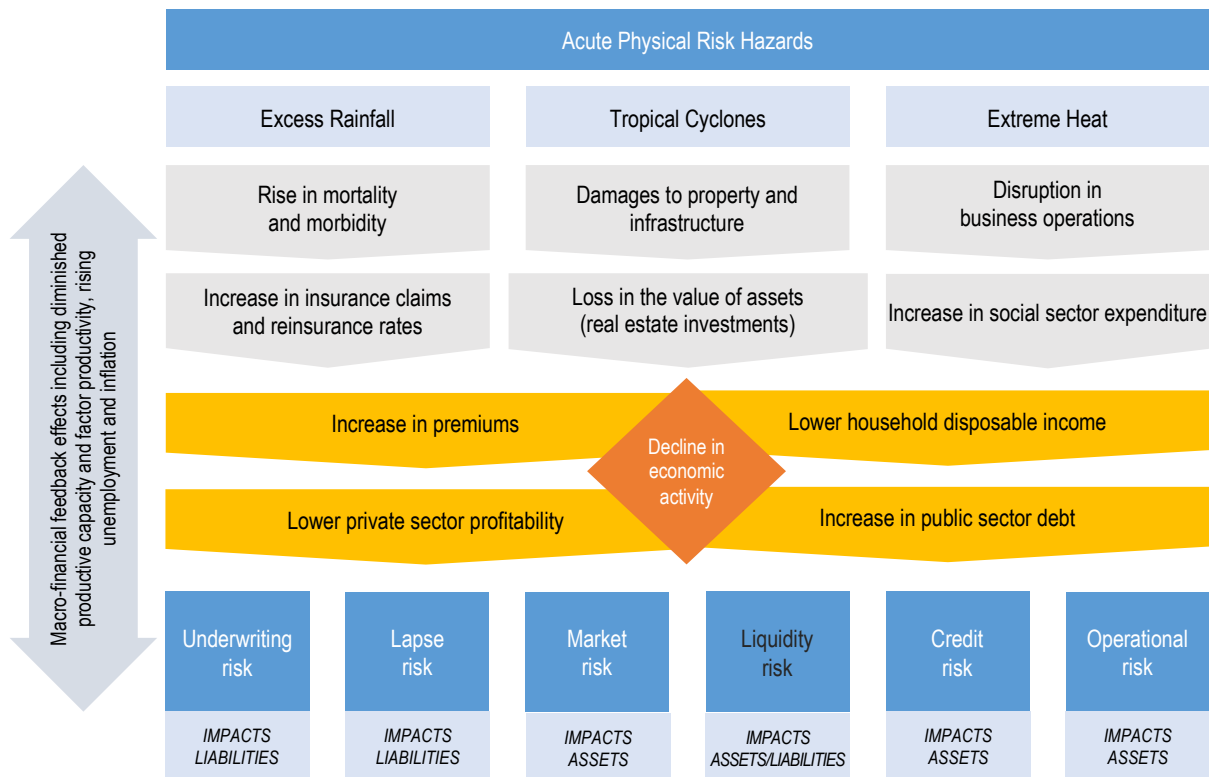 Acute Physical Risk Hazards
Excess Rainfall
Tropical Cyclones
Extreme Heat
Rise in mortality
and morbidity
Damages to property and
infrastructure
Disruption in
business operations
Increase in insurance claims
and reinsurance rates
Loss in the value of assets
(real estate investments)
Increase in social sector expenditure
Macro-financial feedback effects including diminished
productive capacity and factor productivity, rising
unemployment and inflation
Increase in premiums
Lower household disposable income
Decline in
economic
activity
Lower private sector profitability
Increase in public sector debt
Underwriting
risk
Lapse
risk
Market
risk
Liquidity
risk
Credit
risk
Operational
risk
IMPACTS
LIABILITIES
IMPACTS
LIABILITIES
IMPACTS
ASSETS
IMPACTS
ASSETS/LIABILITIES
IMPACTS
ASSETS
IMPACTS
ASSETS